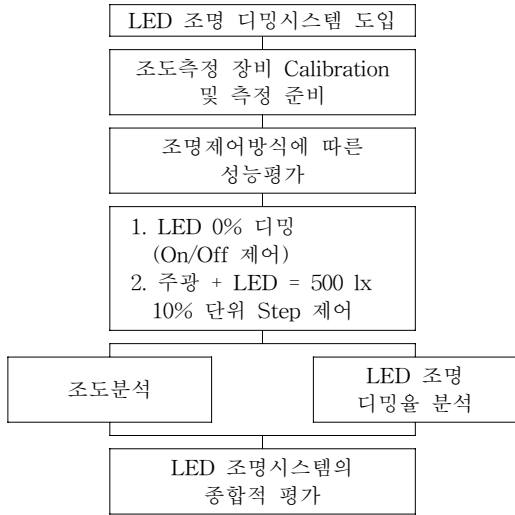 LED 조명 디밍시스템 도입
조도측정 장비 Calibration
및 측정 준비
조명제어방식에 따른
성능평가
1. LED 0% 디밍
(On/Off 제어)
2. 주광 + LED = 500 lx
10% 단위 Step 제어
조도분석
LED 조명
디밍율 분석
LED 조명시스템의
종합적 평가